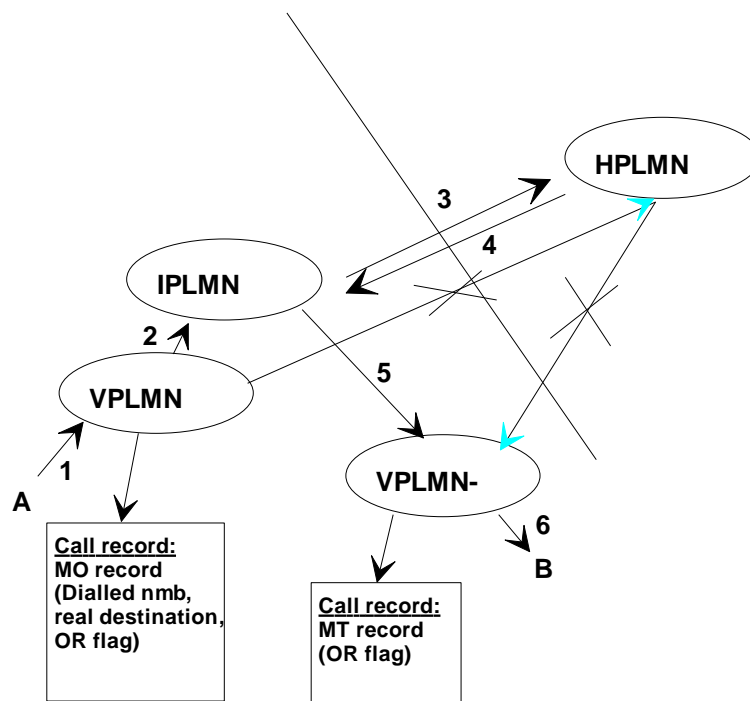 HPLMN
3
4
IPLMN
2
5
VPLMN
1
VPLMN-
A
6
B
Call record:
MO record
(Dialled nmb,
real destination,
OR flag)
Call record:
MT record
(OR flag)